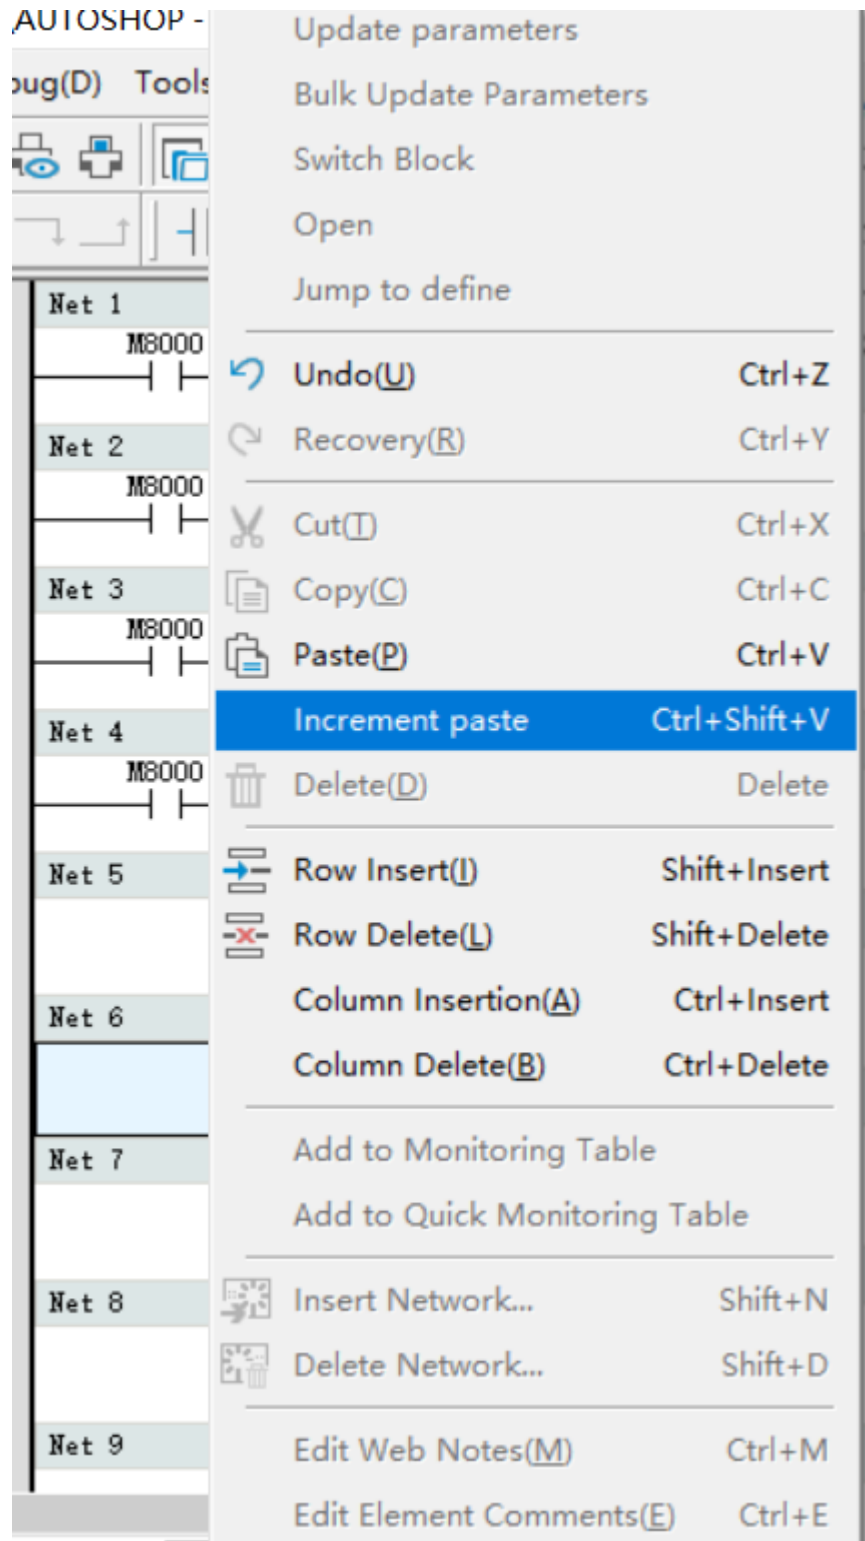 AUTOSHOP -
bug(D) Tools
Update parameters
Bulk Update Parameters
Switch Block
Open
Jump to define
Undo(U) Ctrl+Z
Recovery(R) Ctrl+Y
Cut(T) Ctrl+X
Copy(C) Ctrl+C
Paste(P) Ctrl+V
Increment paste Ctrl+Shift+V
Delete(D) Delete
Row Insert(I) Shift+Insert
Row Delete(L) Shift+Delete
Column Insertion(A) Ctrl+Insert
Column Delete(B) Ctrl+Delete
Add to Monitoring Table
Add to Quick Monitoring Table
Insert Network... Shift+N
Delete Network... Shift+D
Edit Web Notes(M) Ctrl+M
Edit Element Comments(E) Ctrl+E
Net 1
M8000
Net 2
M8000
Net 3
M8000
Net 4
M8000
Net 5
Net 6
Net 7
Net 8
Net 9